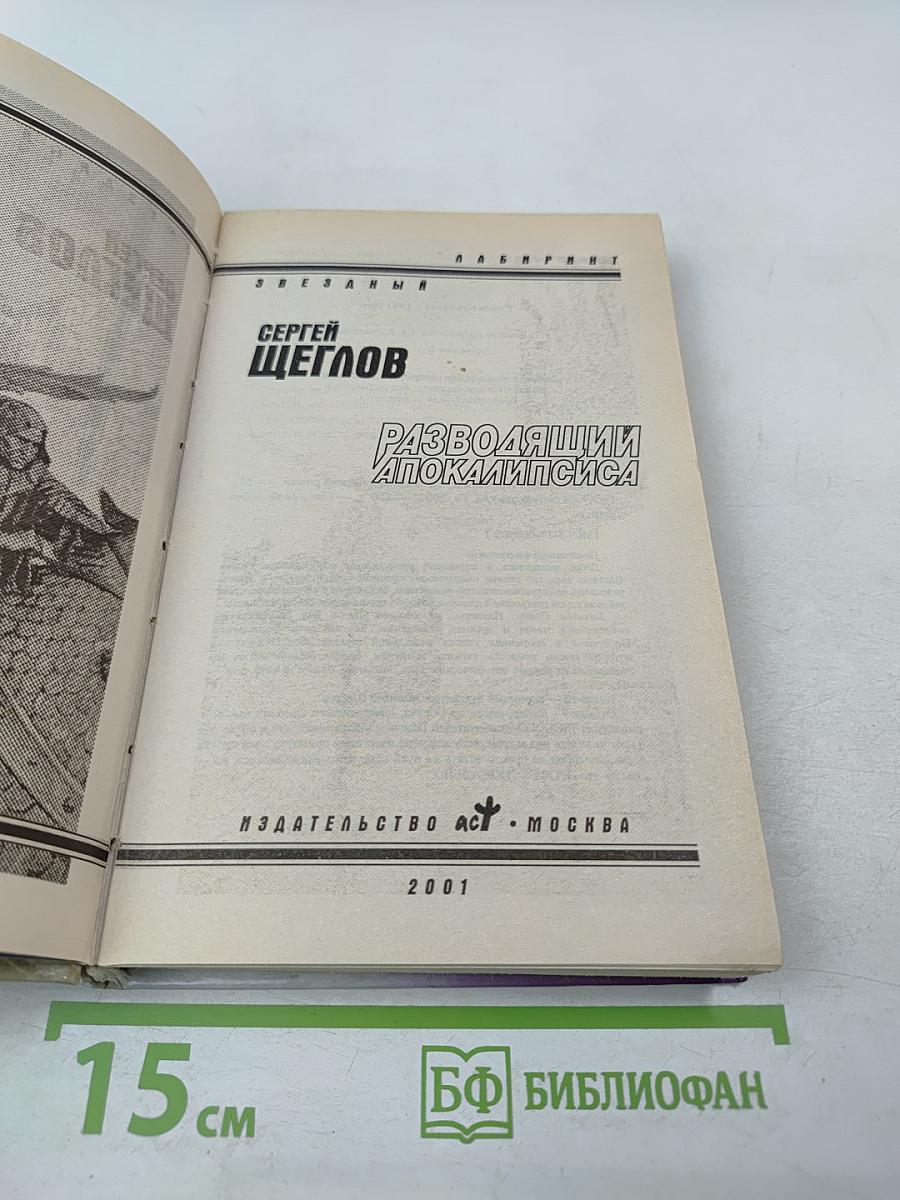 ЛАБИРИНТ
ЗВЕЗДНЫЙ
СЕРГЕЙ
ЩЕГЛОВ
РАЗВОДЯЩИЙ
АПОКАЛИПСИСА
ИЗДАТЕЛЬСТВО аст • МОСКВА
2001
15 см
БФ БИБЛИОФАН